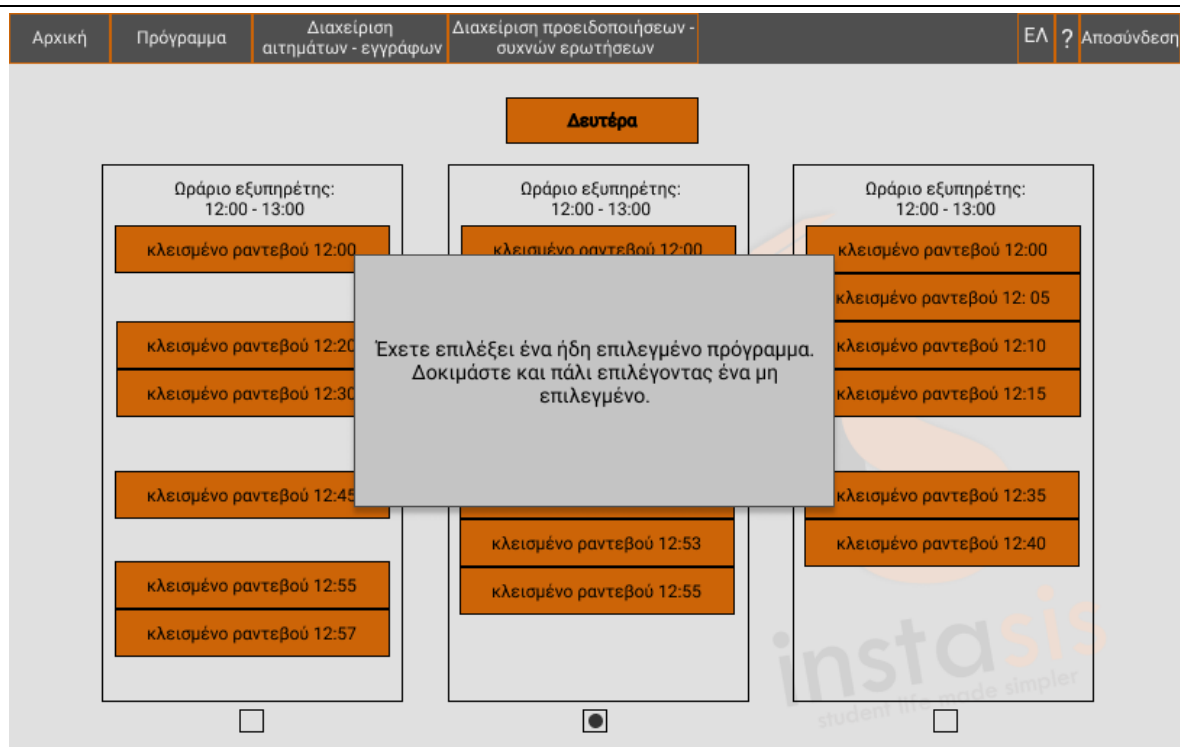 Αρχική
Πρόγραμμα
Διαχείριση
αιτημάτων - εγγράφων
Διαχείριση προειδοποιήσεων -
συχνών ερωτήσεων
ΕΛ
?
Αποσύνδεση
Δευτέρα
Ωράριο εξυπηρέτης:
12:00 - 13:00
κλεισμένο ραντεβού 12:00
κλεισμένο ραντεβού 12:20
κλεισμένο ραντεβού 12:30
κλεισμένο ραντεβού 12:45
κλεισμένο ραντεβού 12:55
κλεισμένο ραντεβού 12:57
Ωράριο εξυπηρέτης:
12:00 - 13:00
κλεισμένο ραντεβού 12:00
κλεισμένο ραντεβού 12:53
κλεισμένο ραντεβού 12:55
Ωράριο εξυπηρέτης:
12:00 - 13:00
κλεισμένο ραντεβού 12:00
κλεισμένο ραντεβού 12: 05
κλεισμένο ραντεβού 12:10
κλεισμένο ραντεβού 12:15
κλεισμένο ραντεβού 12:35
κλεισμένο ραντεβού 12:40
Έχετε επιλέξει ένα ήδη επιλεγμένο πρόγραμμα.
Δοκιμάστε και πάλι επιλέγοντας ένα μη
επιλεγμένο.
instasis
student life made simpler